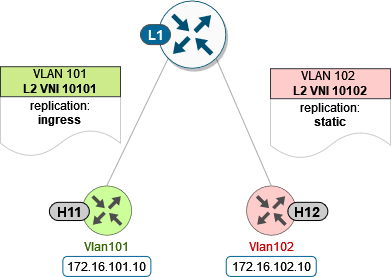 L1
VLAN 101
L2 VNI 10101
replication:
ingress
VLAN 102
L2 VNI 10102
replication:
static
H11
H12
Vlan101
Vlan102
172.16.101.10
172.16.102.10